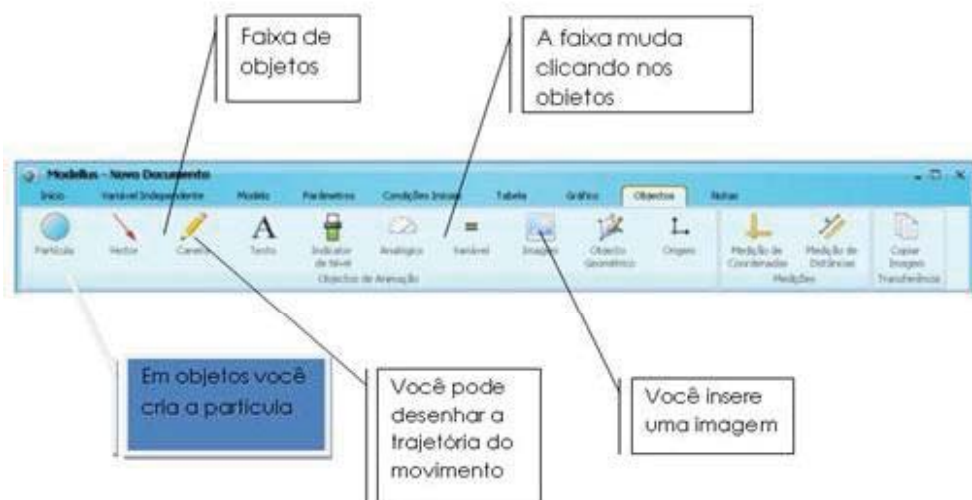 Faixa de
objetos
A faixa muda
clicando nos
objetos
Modellus - Novo Documento
Início Variável Independente Modelo Parâmetros Condições Iniciais Tabela Gráfico Objectos Notas
Partícula Vector Caneta Texto Indicador de Nível Analógico Variável Imagem Objecto Geométrico Origem Medição de Coordenadas Medição de Distâncias Copiar Imagem
Objectos de Animação Medições Transferência
Em objetos você
cria a partícula
Você pode
desenhar a
trajetória do
movimento
Você insere
uma imagem